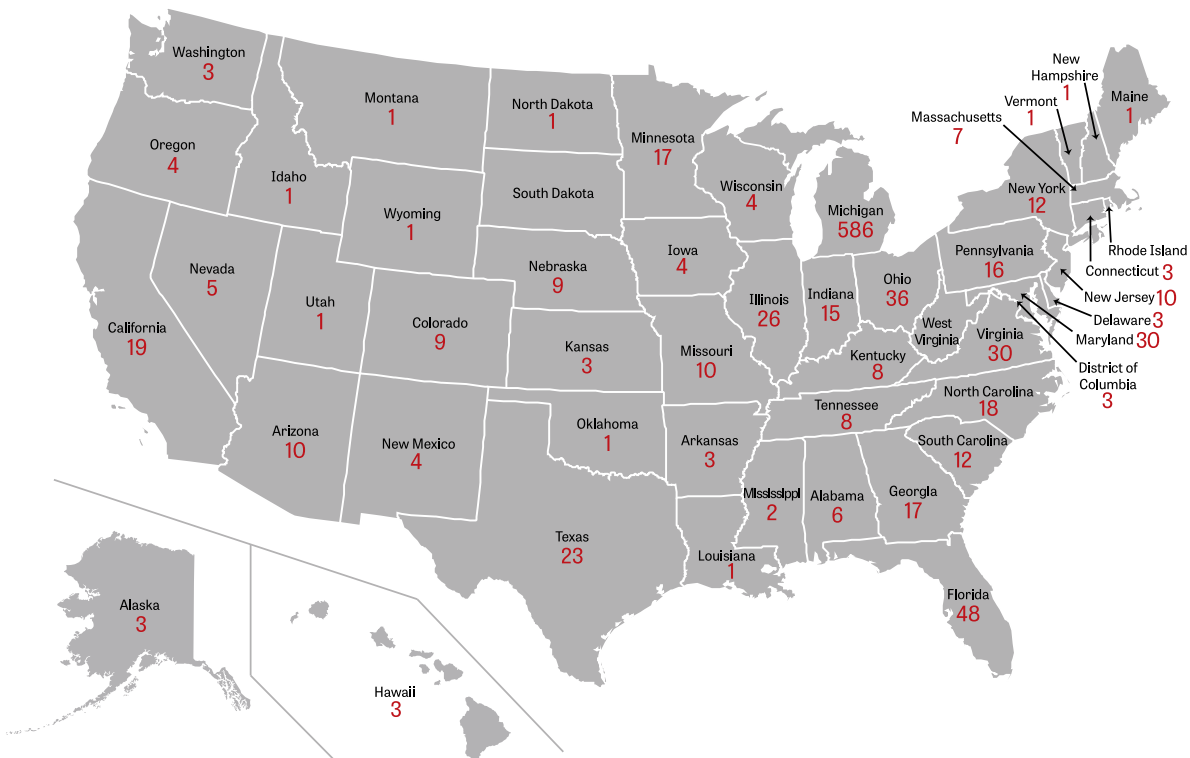 Washington
3
Oregon
4
California
19
Nevada
5
Idaho
1
Montana
1
Wyoming
1
Utah
1
Arizona
10
Colorado
9
New Mexico
4
North Dakota
1
South Dakota
Nebraska
9
Kansas
3
Oklahoma
1
Texas
23
Minnesota
17
Iowa
4
Missouri
10
Arkansas
3
Louisiana
1
Wisconsin
4
Illinois
26
Michigan
586
Indiana
15
Ohio
36
Kentucky
8
Tennessee
8
Mississippi
2
Alabama
6
Georgia
17
Florida
48
South Carolina
12
North Carolina
18
Virginia
30
West
Virginia
Pennsylvania
16
New York
12
Massachusetts
7
Vermont
1
New
Hampshire
1
Maine
1
Rhode Island
Connecticut 3
New Jersey 10
Delaware 3
Maryland 30
District of
Columbia
3
Alaska
3
Hawaii
3